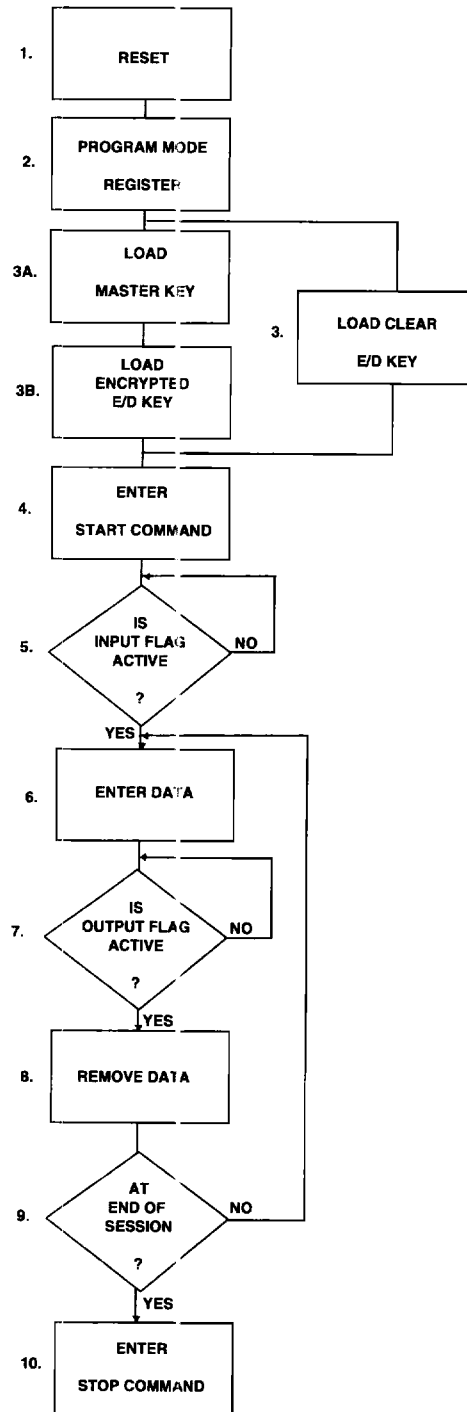 1.
RESET
2.
PROGRAM MODE
REGISTER
3A.
LOAD
MASTER KEY
3.
LOAD CLEAR
E/D KEY
3B.
LOAD
ENCRYPTED
E/D KEY
4.
ENTER
START COMMAND
5.
IS
INPUT FLAG
ACTIVE
?
NO
YES
6.
ENTER DATA
7.
IS
OUTPUT FLAG
ACTIVE
?
NO
YES
8.
REMOVE DATA
9.
AT
END OF
SESSION
?
NO
YES
10.
ENTER
STOP COMMAND